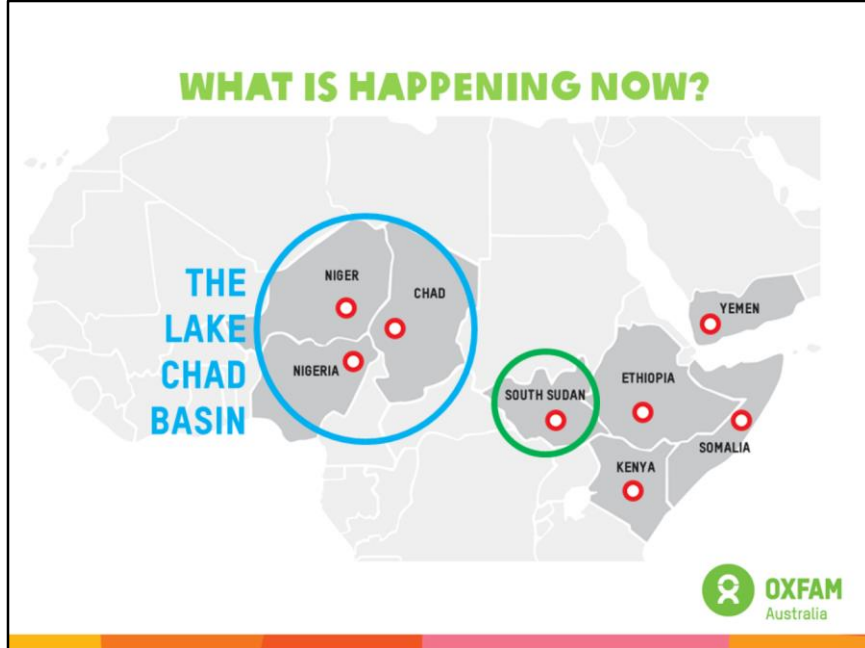 WHAT IS HAPPENING NOW?
THE
LAKE
CHAD
BASIN
NIGER
CHAD
NIGERIA
SOUTH SUDAN
ETHIOPIA
YEMEN
SOMALIA
KENYA
OXFAM
Australia